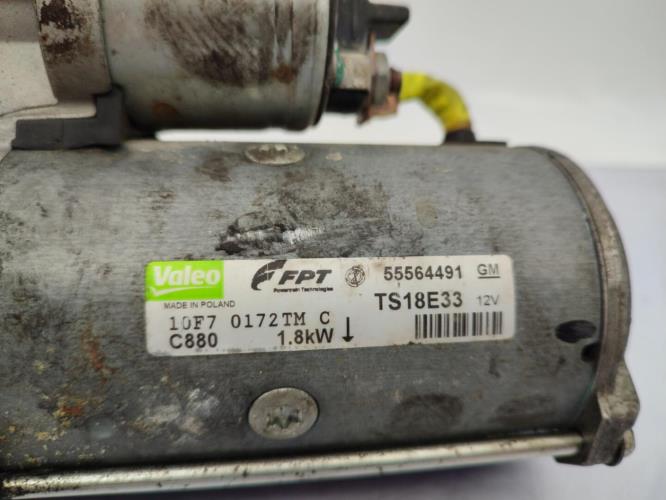 Valeo
MADE IN POLAND
FPT
Powertrain Technologies
55564491 GM
TS18E33 12V
10F7 0172TM C
C880 1.8kW ↓